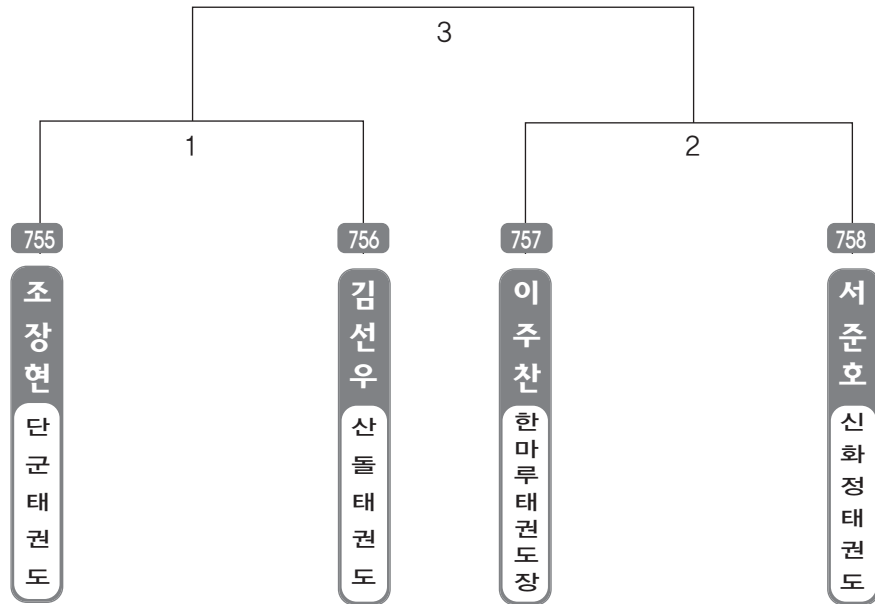 3
1
2
755
756
757
758
조장현
김선우
이주찬
서준호
단군태권도
산돌태권도
한마루태권도장
신화정태권도